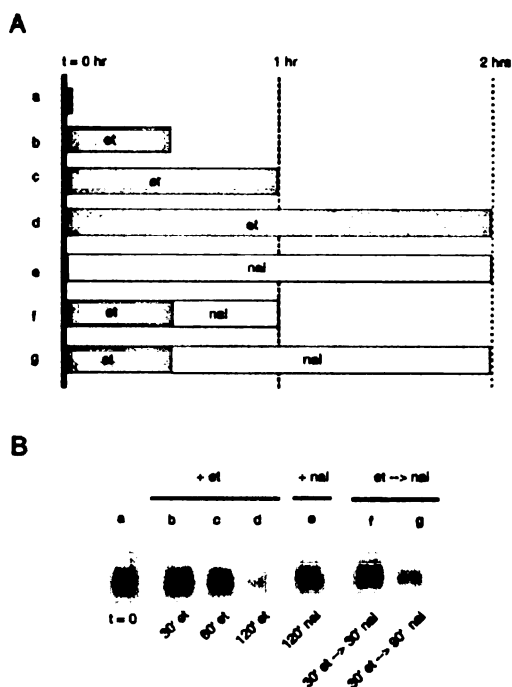 A
t = 0 hr 1 hr 2 hrs
a
b et
c et
d et
e nal
f et nal
g et nal
B
+ et + nal et --> nal
a b c d e f g
t = 0 30' et 60' et 120' et 120' nal 30' et --> 30' nal 30' et --> 90' nal